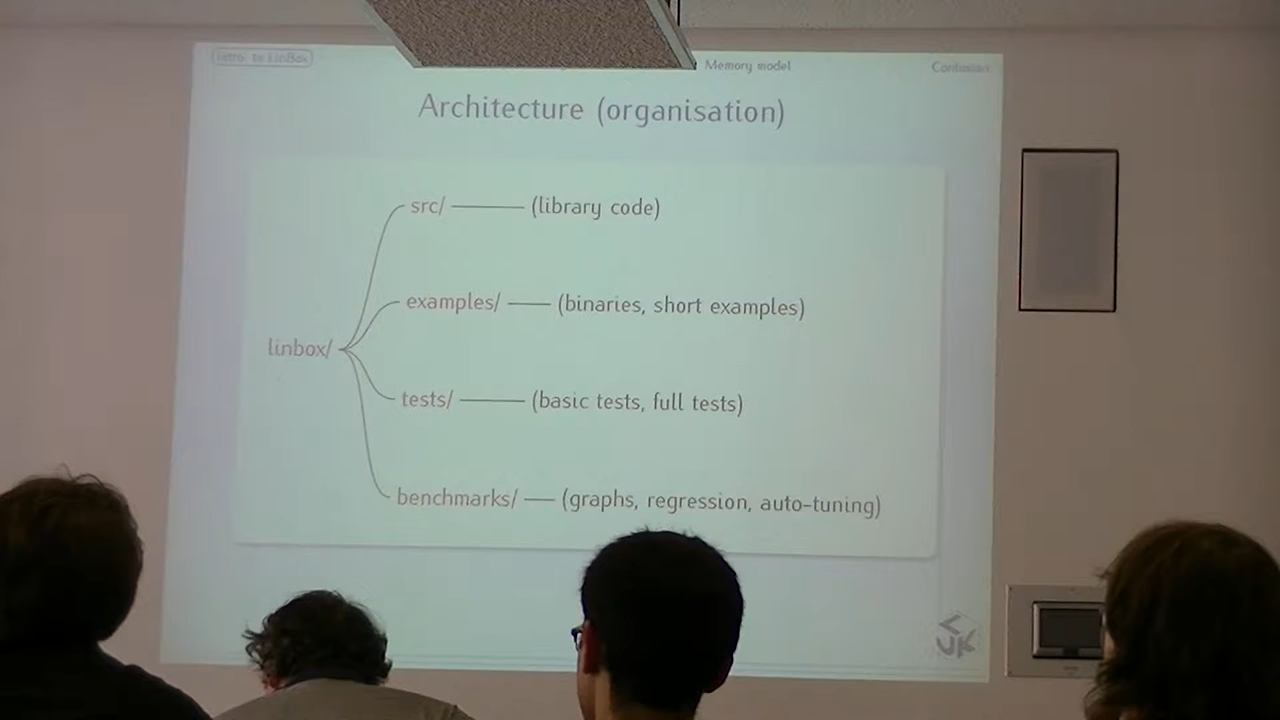 Intro. to LinBox
Memory model
Conclusion
Architecture (organisation)
src/ (library code)
examples/ (binaries, short examples)
linbox/
tests/ (basic tests, full tests)
benchmarks/ (graphs, regression, auto-tuning)